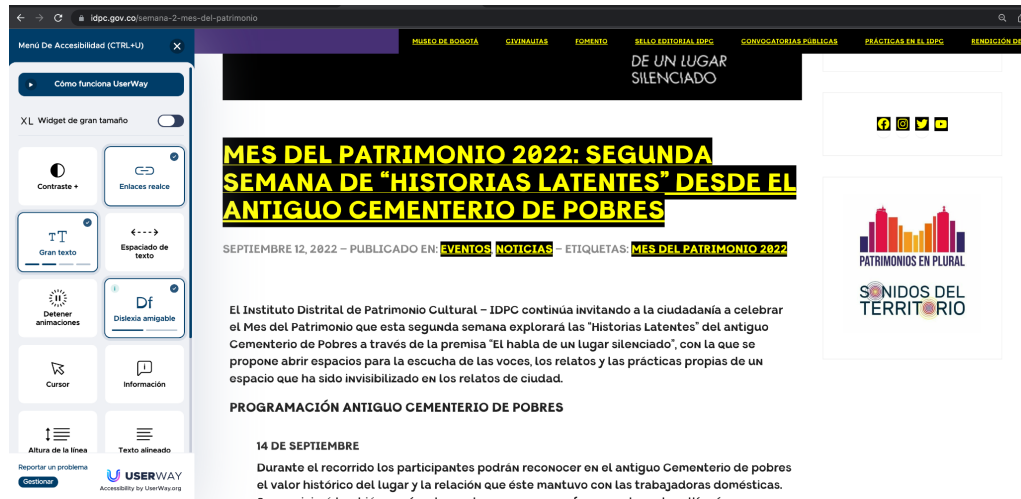 idpc.gov.co/semana-2-mes-del-patrimonio
Menú De Accesibilidad (CTRL+U)
MUSEO DE BOGOTÁ CIVINAUTAS FOMENTO SELLO EDITORIAL IDPC CONVOCATORIAS PÚBLICAS PRÁCTICAS EN EL IDPC RENDICIÓN DE
Cómo funciona UserWay
XL Widget de gran tamaño
Contraste +
Enlaces realce
Gran texto
Espaciado de texto
Detener animaciones
Df
Dislexia amigable
Cursor
Información
Altura de la línea
Texto alineado
Reportar un problema
Gestionar
USERWAY
Accessibility by UserWay.org
DE UN LUGAR
SILENCIADO
MES DEL PATRIMONIO 2022: SEGUNDA
SEMANA DE “HISTORIAS LATENTES” DESDE EL
ANTIGUO CEMENTERIO DE POBRES
SEPTIEMBRE 12, 2022 – PUBLICADO EN: EVENTOS, NOTICIAS – ETIQUETAS: MES DEL PATRIMONIO 2022
El Instituto Distrital de Patrimonio Cultural – IDPC continúa invitando a la ciudadanía a celebrar
el Mes del Patrimonio que esta segunda semana explorará las “Historias Latentes” del antiguo
Cementerio de Pobres a través de la premisa “El habla de un lugar silenciado”, con la que se
propone abrir espacios para la escucha de las voces, los relatos y las prácticas propias de un
espacio que ha sido invisibilizado en los relatos de ciudad.
PROGRAMACIÓN ANTIGUO CEMENTERIO DE POBRES
14 DE SEPTIEMBRE
Durante el recorrido los participantes podrán reconocer en el antiguo Cementerio de pobres
el valor histórico del lugar y la relación que éste mantuvo con las trabajadoras domésticas.
PATRIMONIOS EN PLURAL
SONIDOS DEL
TERRITORIO